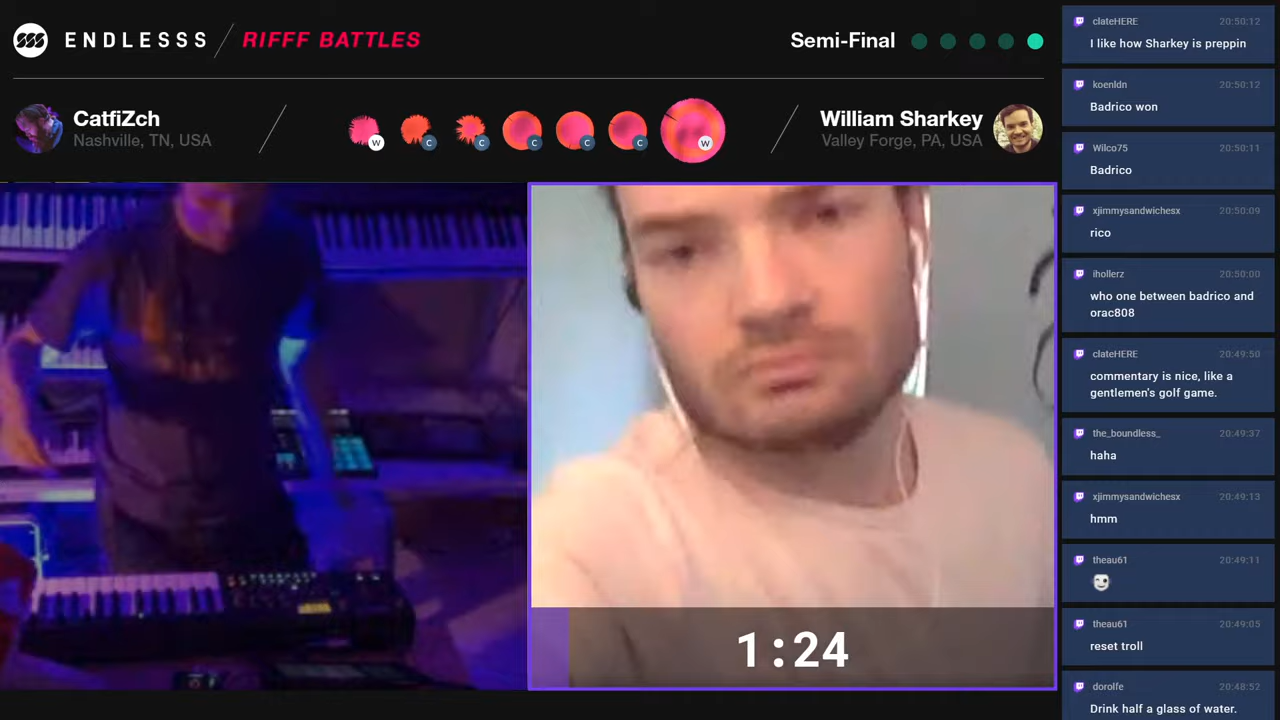 ENDLESSS / RIFFF BATTLES
Semi-Final
CatfiZch
Nashville, TN, USA
W
C
C
C
C
C
W
William Sharkey
Valley Forge, PA, USA
1:24
clateHERE 20:50:12
I like how Sharkey is preppin
koenldn 20:50:12
Badrico won
Wilco75 20:50:11
Badrico
xjimmysandwichesx 20:50:09
rico
ihollerz 20:50:00
who one between badrico and
orac808
clateHERE 20:49:50
commentary is nice, like a
gentlemen's golf game.
the_boundless_ 20:49:37
haha
xjimmysandwichesx 20:49:13
hmm
theau61 20:49:11
theau61 20:49:05
reset troll
dorolfe 20:48:52
Drink half a glass of water.